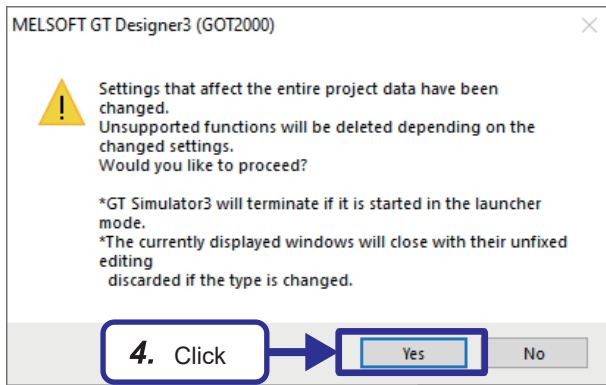 MELSOFT GT Designer3 (GOT2000)
Settings that affect the entire project data have been
changed.
Unsupported functions will be deleted depending on the
changed settings.
Would you like to proceed?
*GT Simulator3 will terminate if it is started in the launcher
mode.
*The currently displayed windows will close with their unfixed
editing
discarded if the type is changed.
4. Click
Yes
No